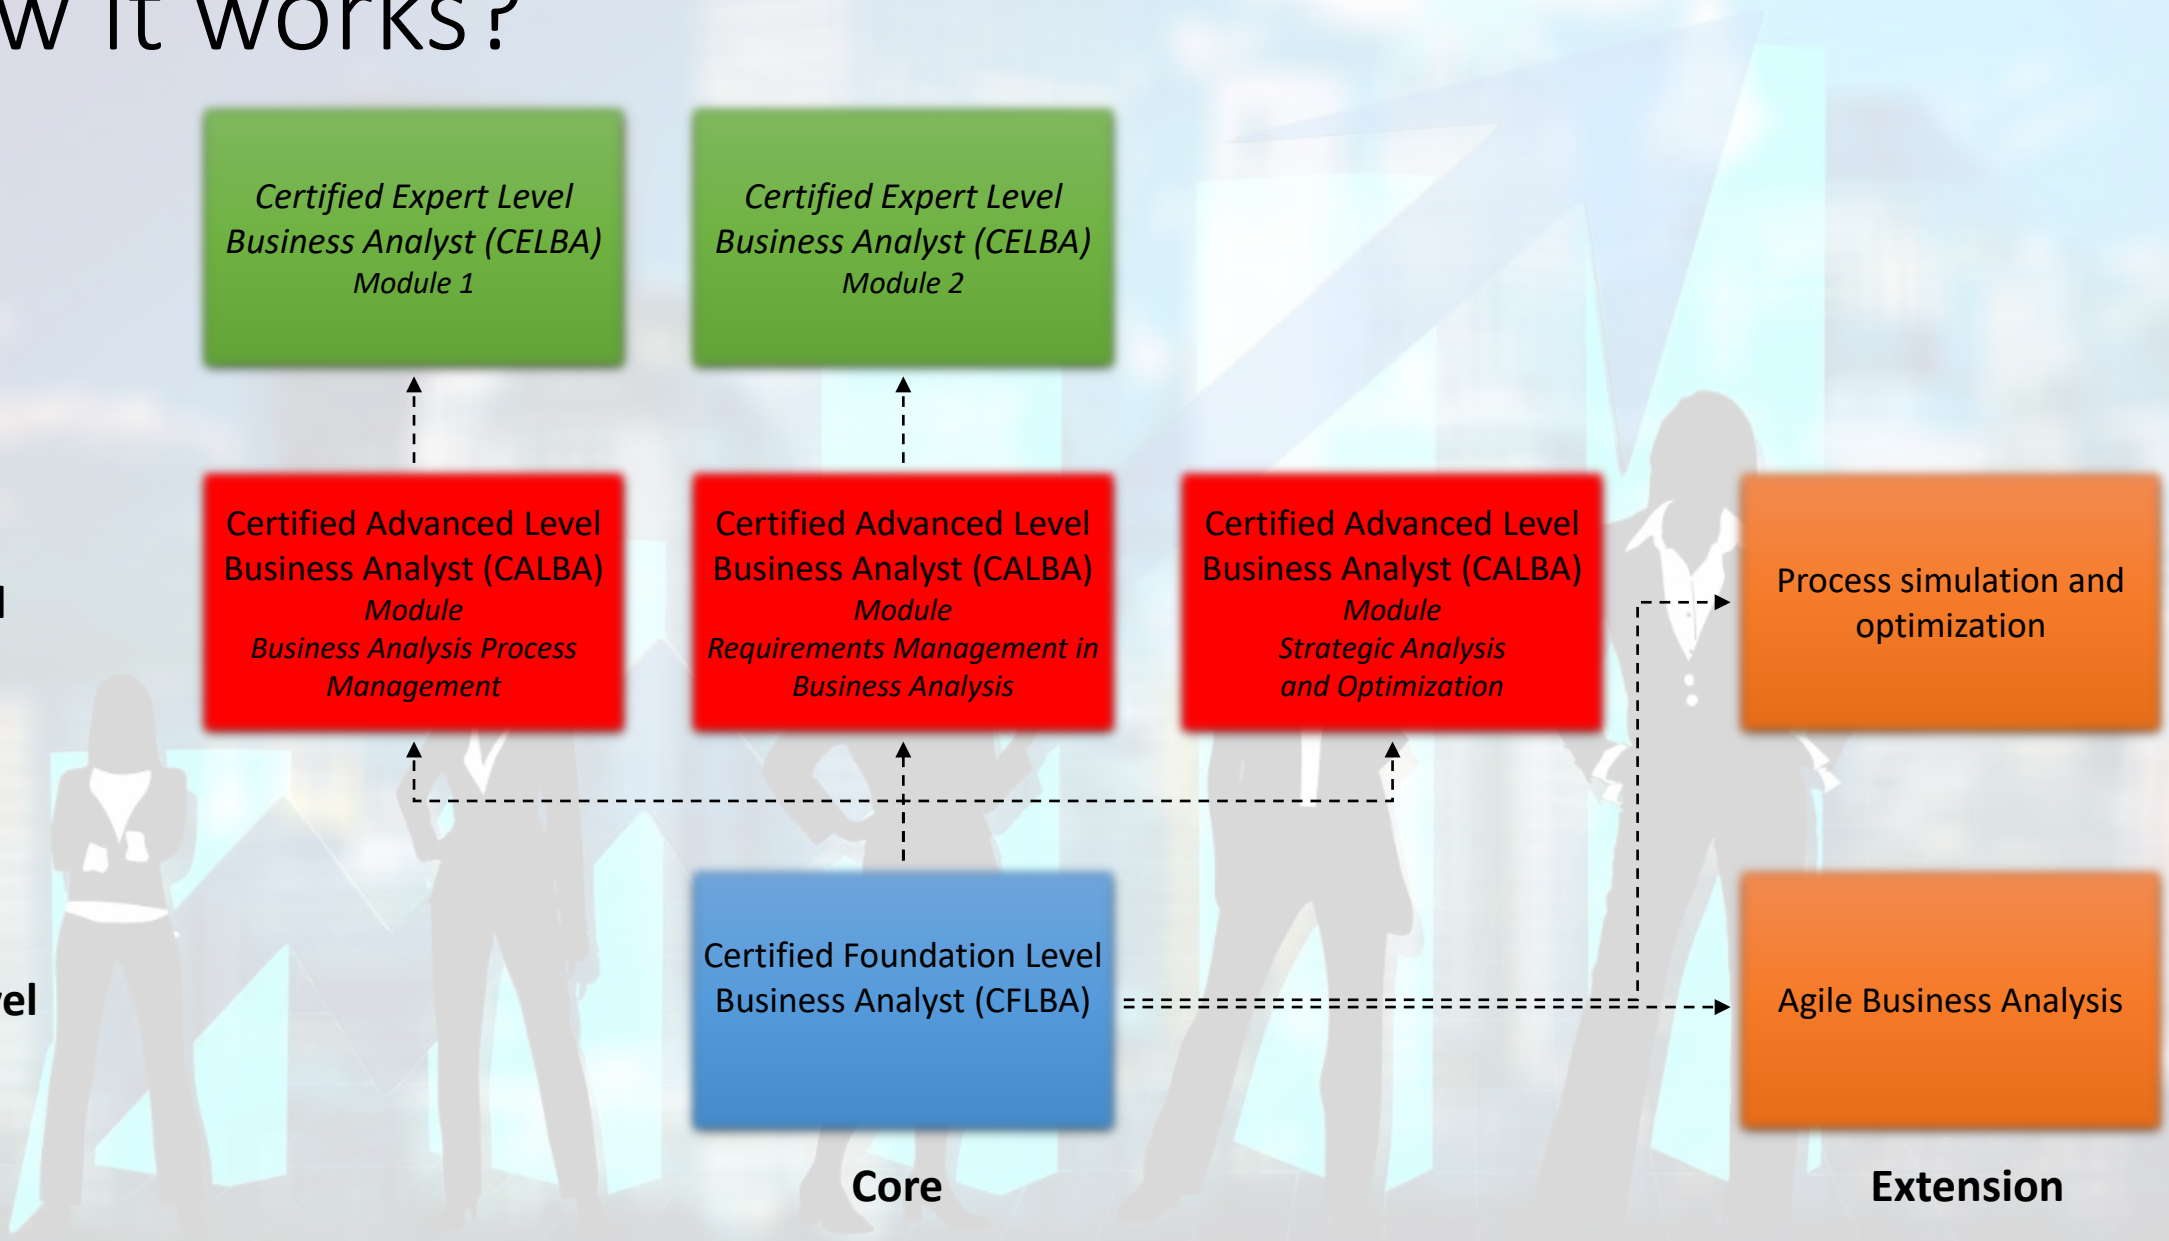 w it works?
Certified Expert Level
Business Analyst (CELBA)
Module 1
Certified Expert Level
Business Analyst (CELBA)
Module 2
Certified Advanced Level
Business Analyst (CALBA)
Module
Business Analysis Process
Management
Certified Advanced Level
Business Analyst (CALBA)
Module
Requirements Management in
Business Analysis
Certified Advanced Level
Business Analyst (CALBA)
Module
Strategic Analysis
and Optimization
Process simulation and
optimization
Certified Foundation Level
Business Analyst (CFLBA)
Agile Business Analysis
Core
Extension